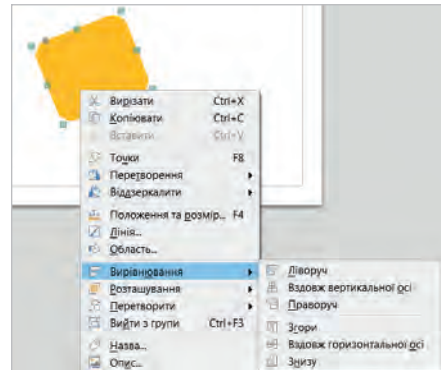 Вирізати Ctrl+X
Копіювати Ctrl+C
Вставити Ctrl+V
Точки F8
Перетворення
Віддзеркалити
Положення та розмір... F4
Лінія...
Область...
Вирівнювання
Розташування
Перетворити
Вийти з групи Ctrl+F3
Назва...
Опис...
Ліворуч
Вздовж вертикальної осі
Праворуч
Згори
Вздовж горизонтальної осі
Знизу